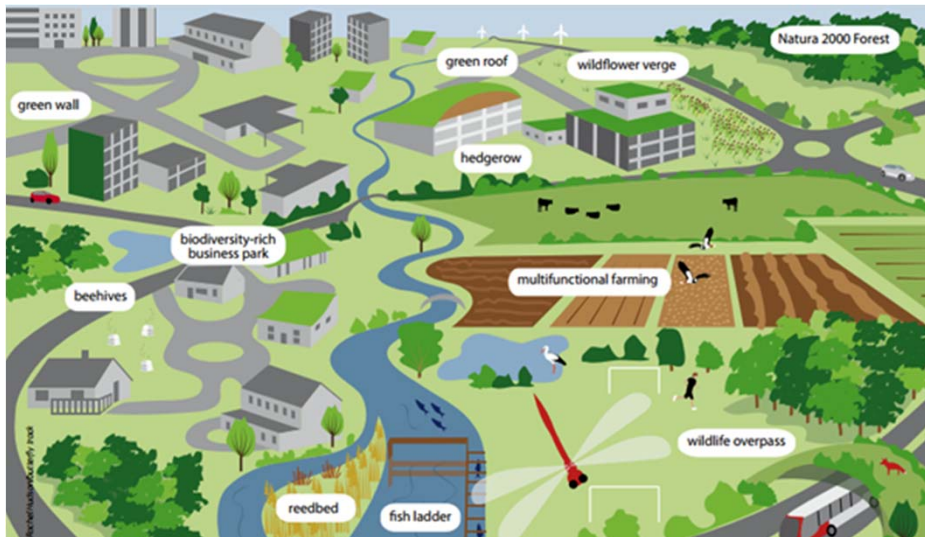 Natura 2000 Forest
green roof
wildflower verge
green wall
hedgerow
biodiversity-rich
business park
multifunctional farming
beehives
wildlife overpass
reedbed
fish ladder